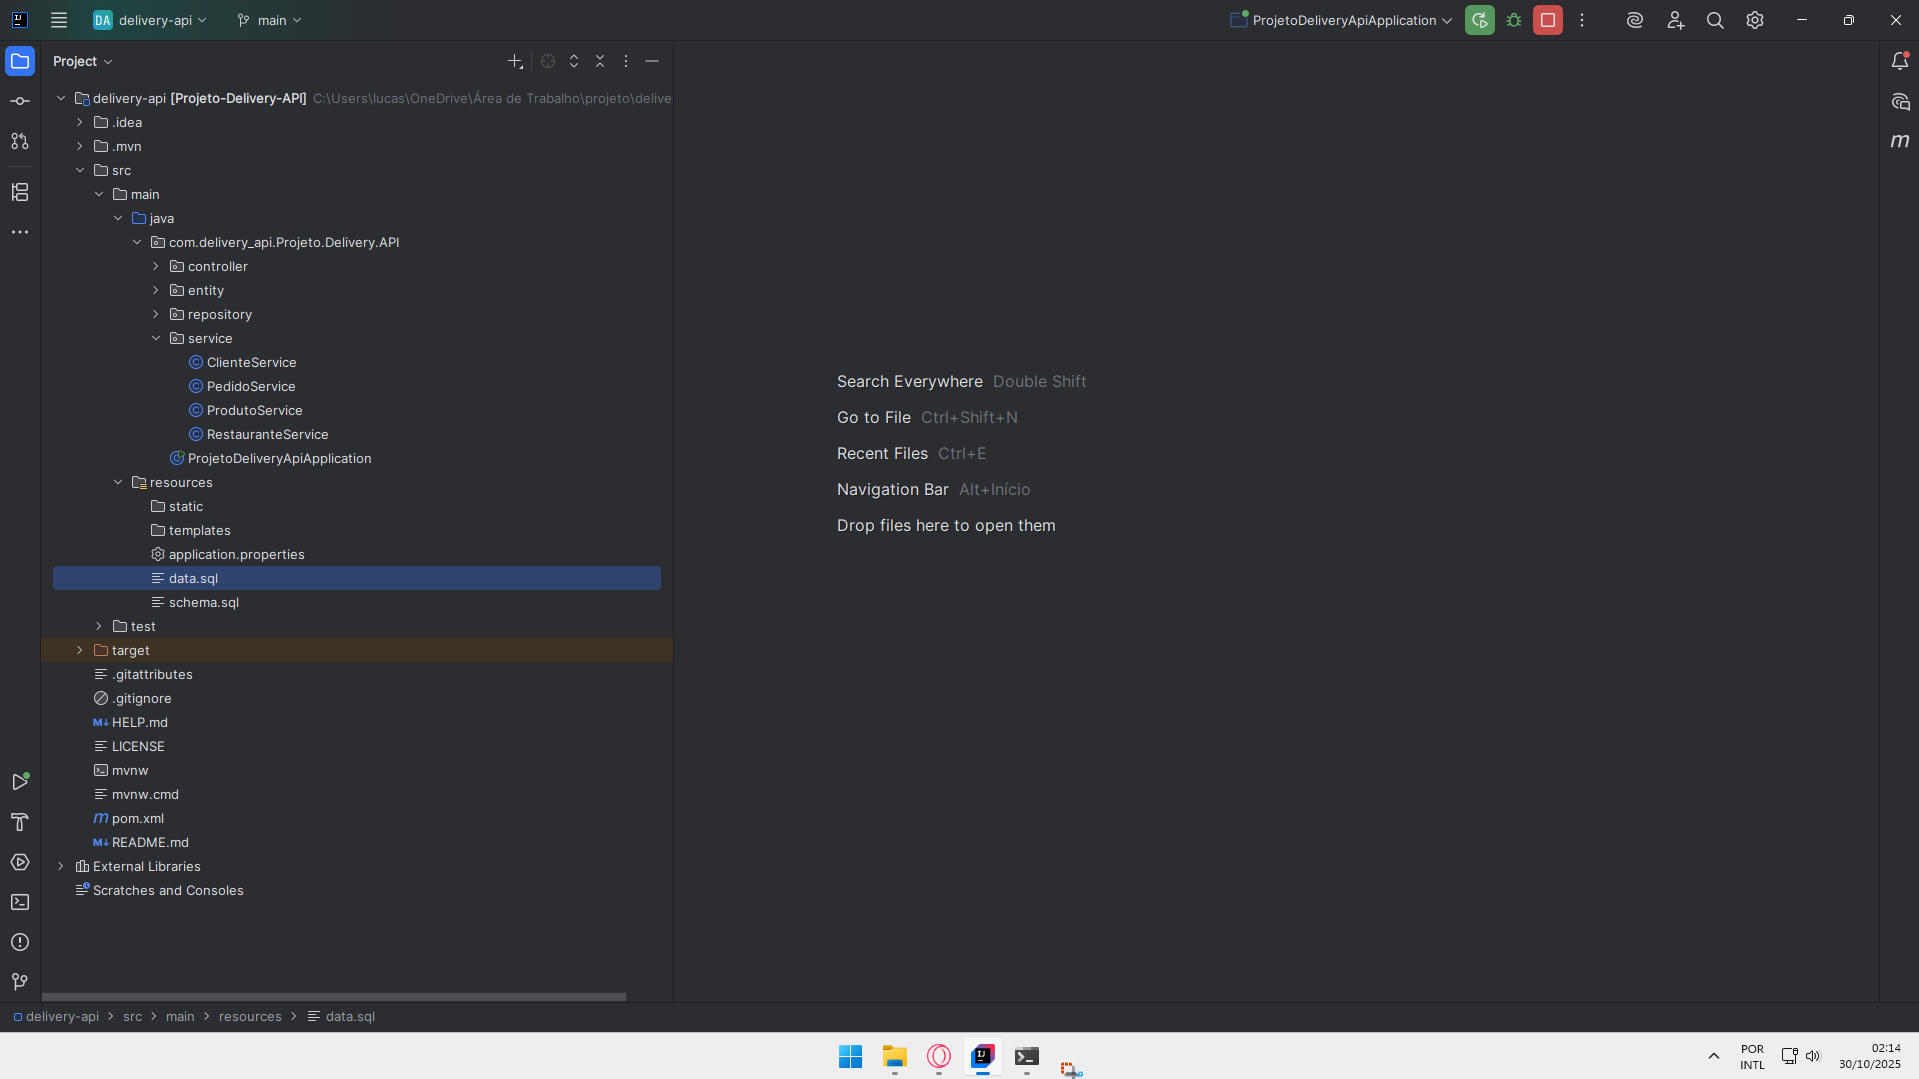 DA delivery-api main ProjetoDeliveryApiApplication
Project
delivery-api [Projeto-Delivery-API] C:\Users\lucas\OneDrive\Área de Trabalho\projeto\delive
.idea
.mvn
src
main
java
com.delivery_api.Projeto.Delivery.API
controller
entity
repository
service
ClienteService
PedidoService
ProdutoService
RestauranteService
ProjetoDeliveryApiApplication
resources
static
templates
application.properties
data.sql
schema.sql
test
target
.gitattributes
.gitignore
HELP.md
LICENSE
mvnw
mvnw.cmd
pom.xml
README.md
External Libraries
Scratches and Consoles
Search Everywhere Double Shift
Go to File Ctrl+Shift+N
Recent Files Ctrl+E
Navigation Bar Alt+Início
Drop files here to open them
delivery-api > src > main > resources > data.sql
POR
INTL
02:14
30/10/2025